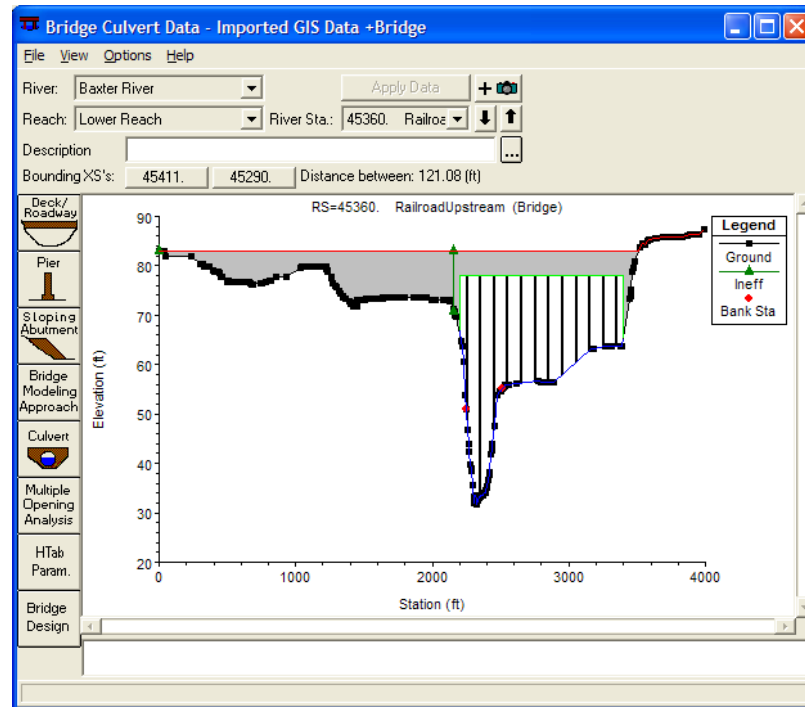 Bridge Culvert Data - Imported GIS Data +Bridge
File View Options Help
River: Baxter River Apply Data +
Reach: Lower Reach River Sta.: 45360. Railroa
Description ...
Bounding XS's: 45411. 45290. Distance between: 121.08 (ft)
Deck/
Roadway
Pier
Sloping
Abutment
Bridge
Modeling
Approach
Culvert
Multiple
Opening
Analysis
HTab
Param.
Bridge
Design
RS=45360. RailroadUpstream (Bridge)
90
80
70
60
50
40
30
20
Elevation (ft)
0 1000 2000 3000 4000
Station (ft)
Legend
Ground
Ineff
Bank Sta